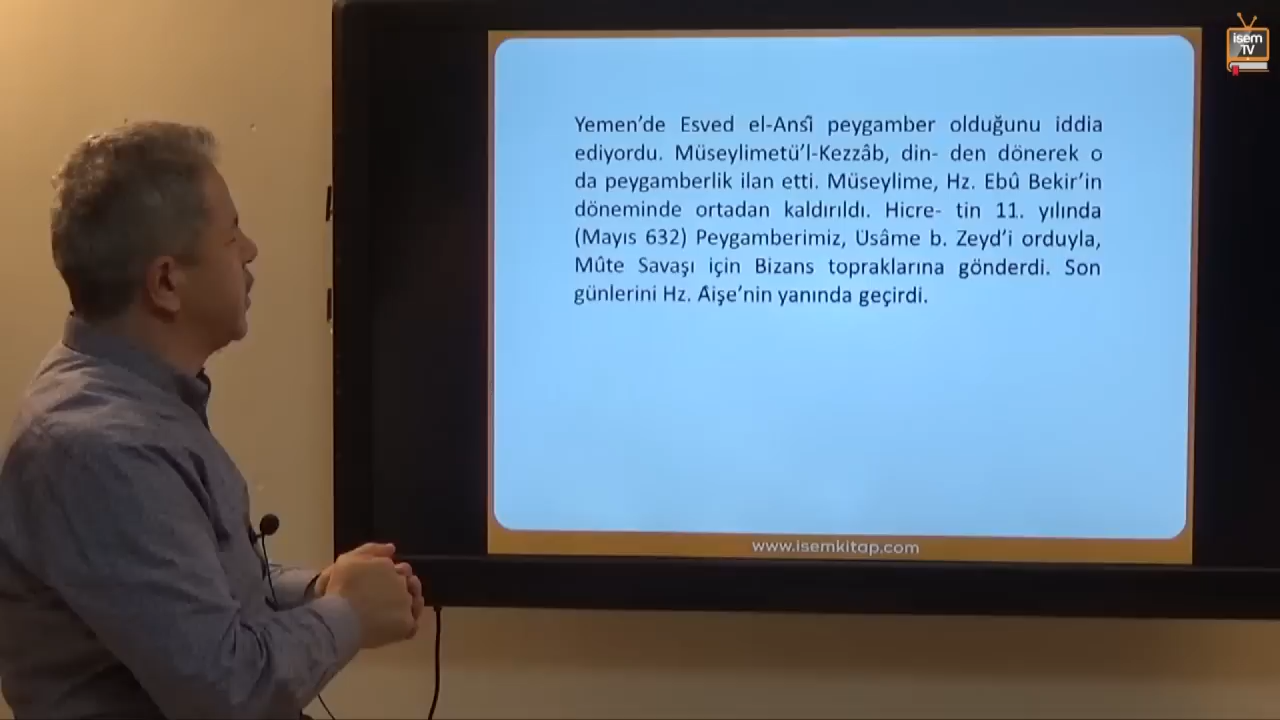 isem
TV
Yemen'de Esved el-Ansî peygamber olduğunu iddia
ediyordu. Müseylimetü'l-Kezzâb, din- den dönerek o
da peygamberlik ilan etti. Müseylime, Hz. Ebû Bekir'in
döneminde ortadan kaldırıldı. Hicre- tin 11. yılında
(Mayıs 632) Peygamberimiz, Üsâme b. Zeyd'i orduyla,
Mûte Savaşı için Bizans topraklarına gönderdi. Son
günlerini Hz. Âişe'nin yanında geçirdi.
www.isemkitap.com